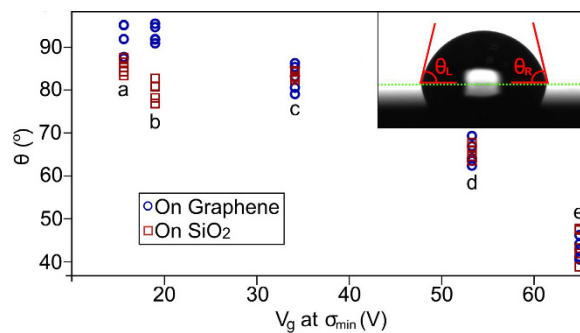 90
80
70
60
50
40
θ (º)
a
b
c
d
e
θL
θR
On Graphene
On SiO2
20
30
40
50
60
Vg at σmin (V)